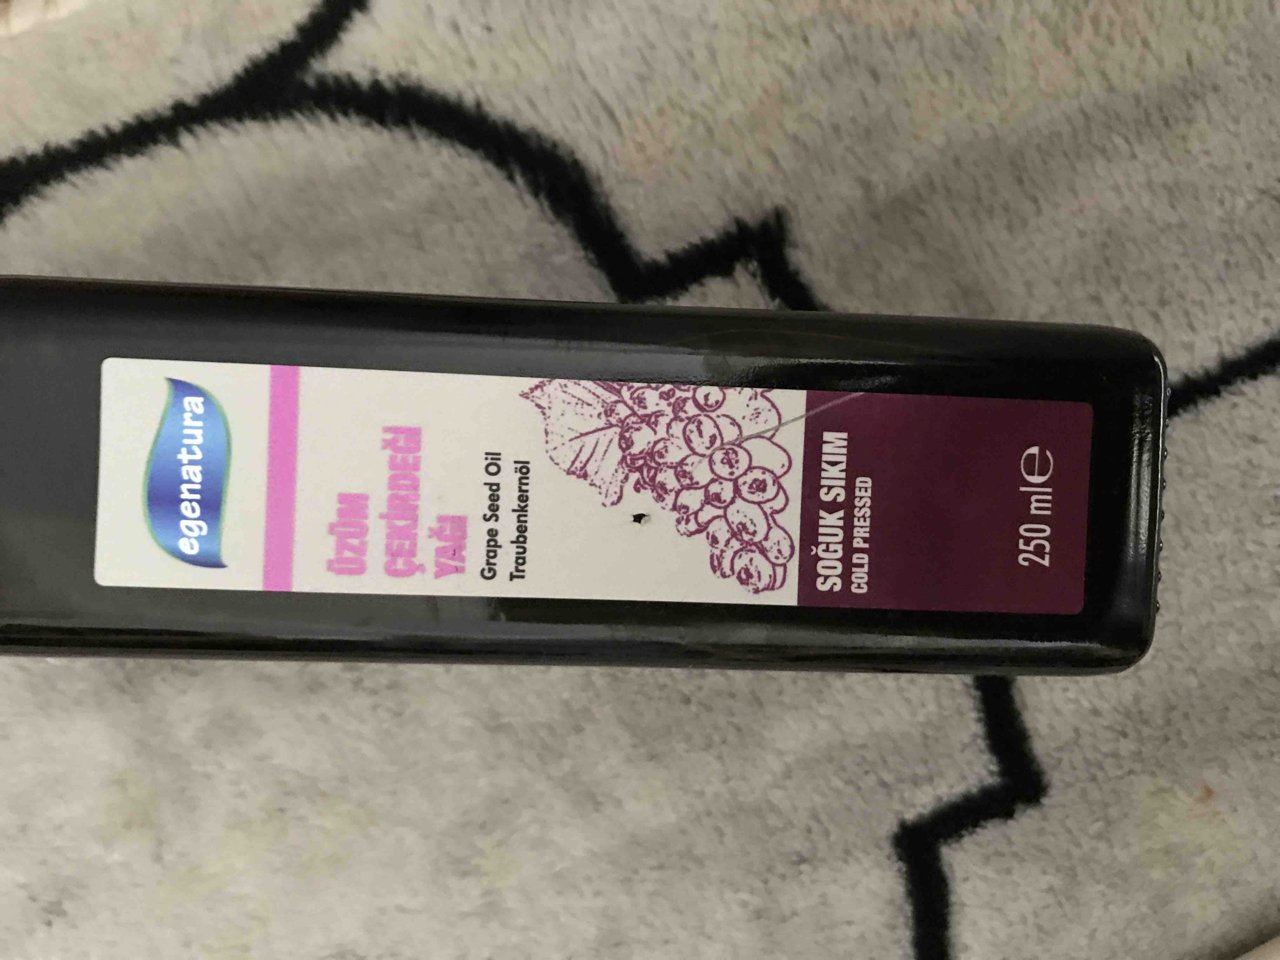 egenatura
ÜZÜM
ÇEKİRDEĞİ
YAĞI
Grape Seed Oil
Traubenkernöl
SOĞUK SIKIM
COLD PRESSED
250 ml ℮